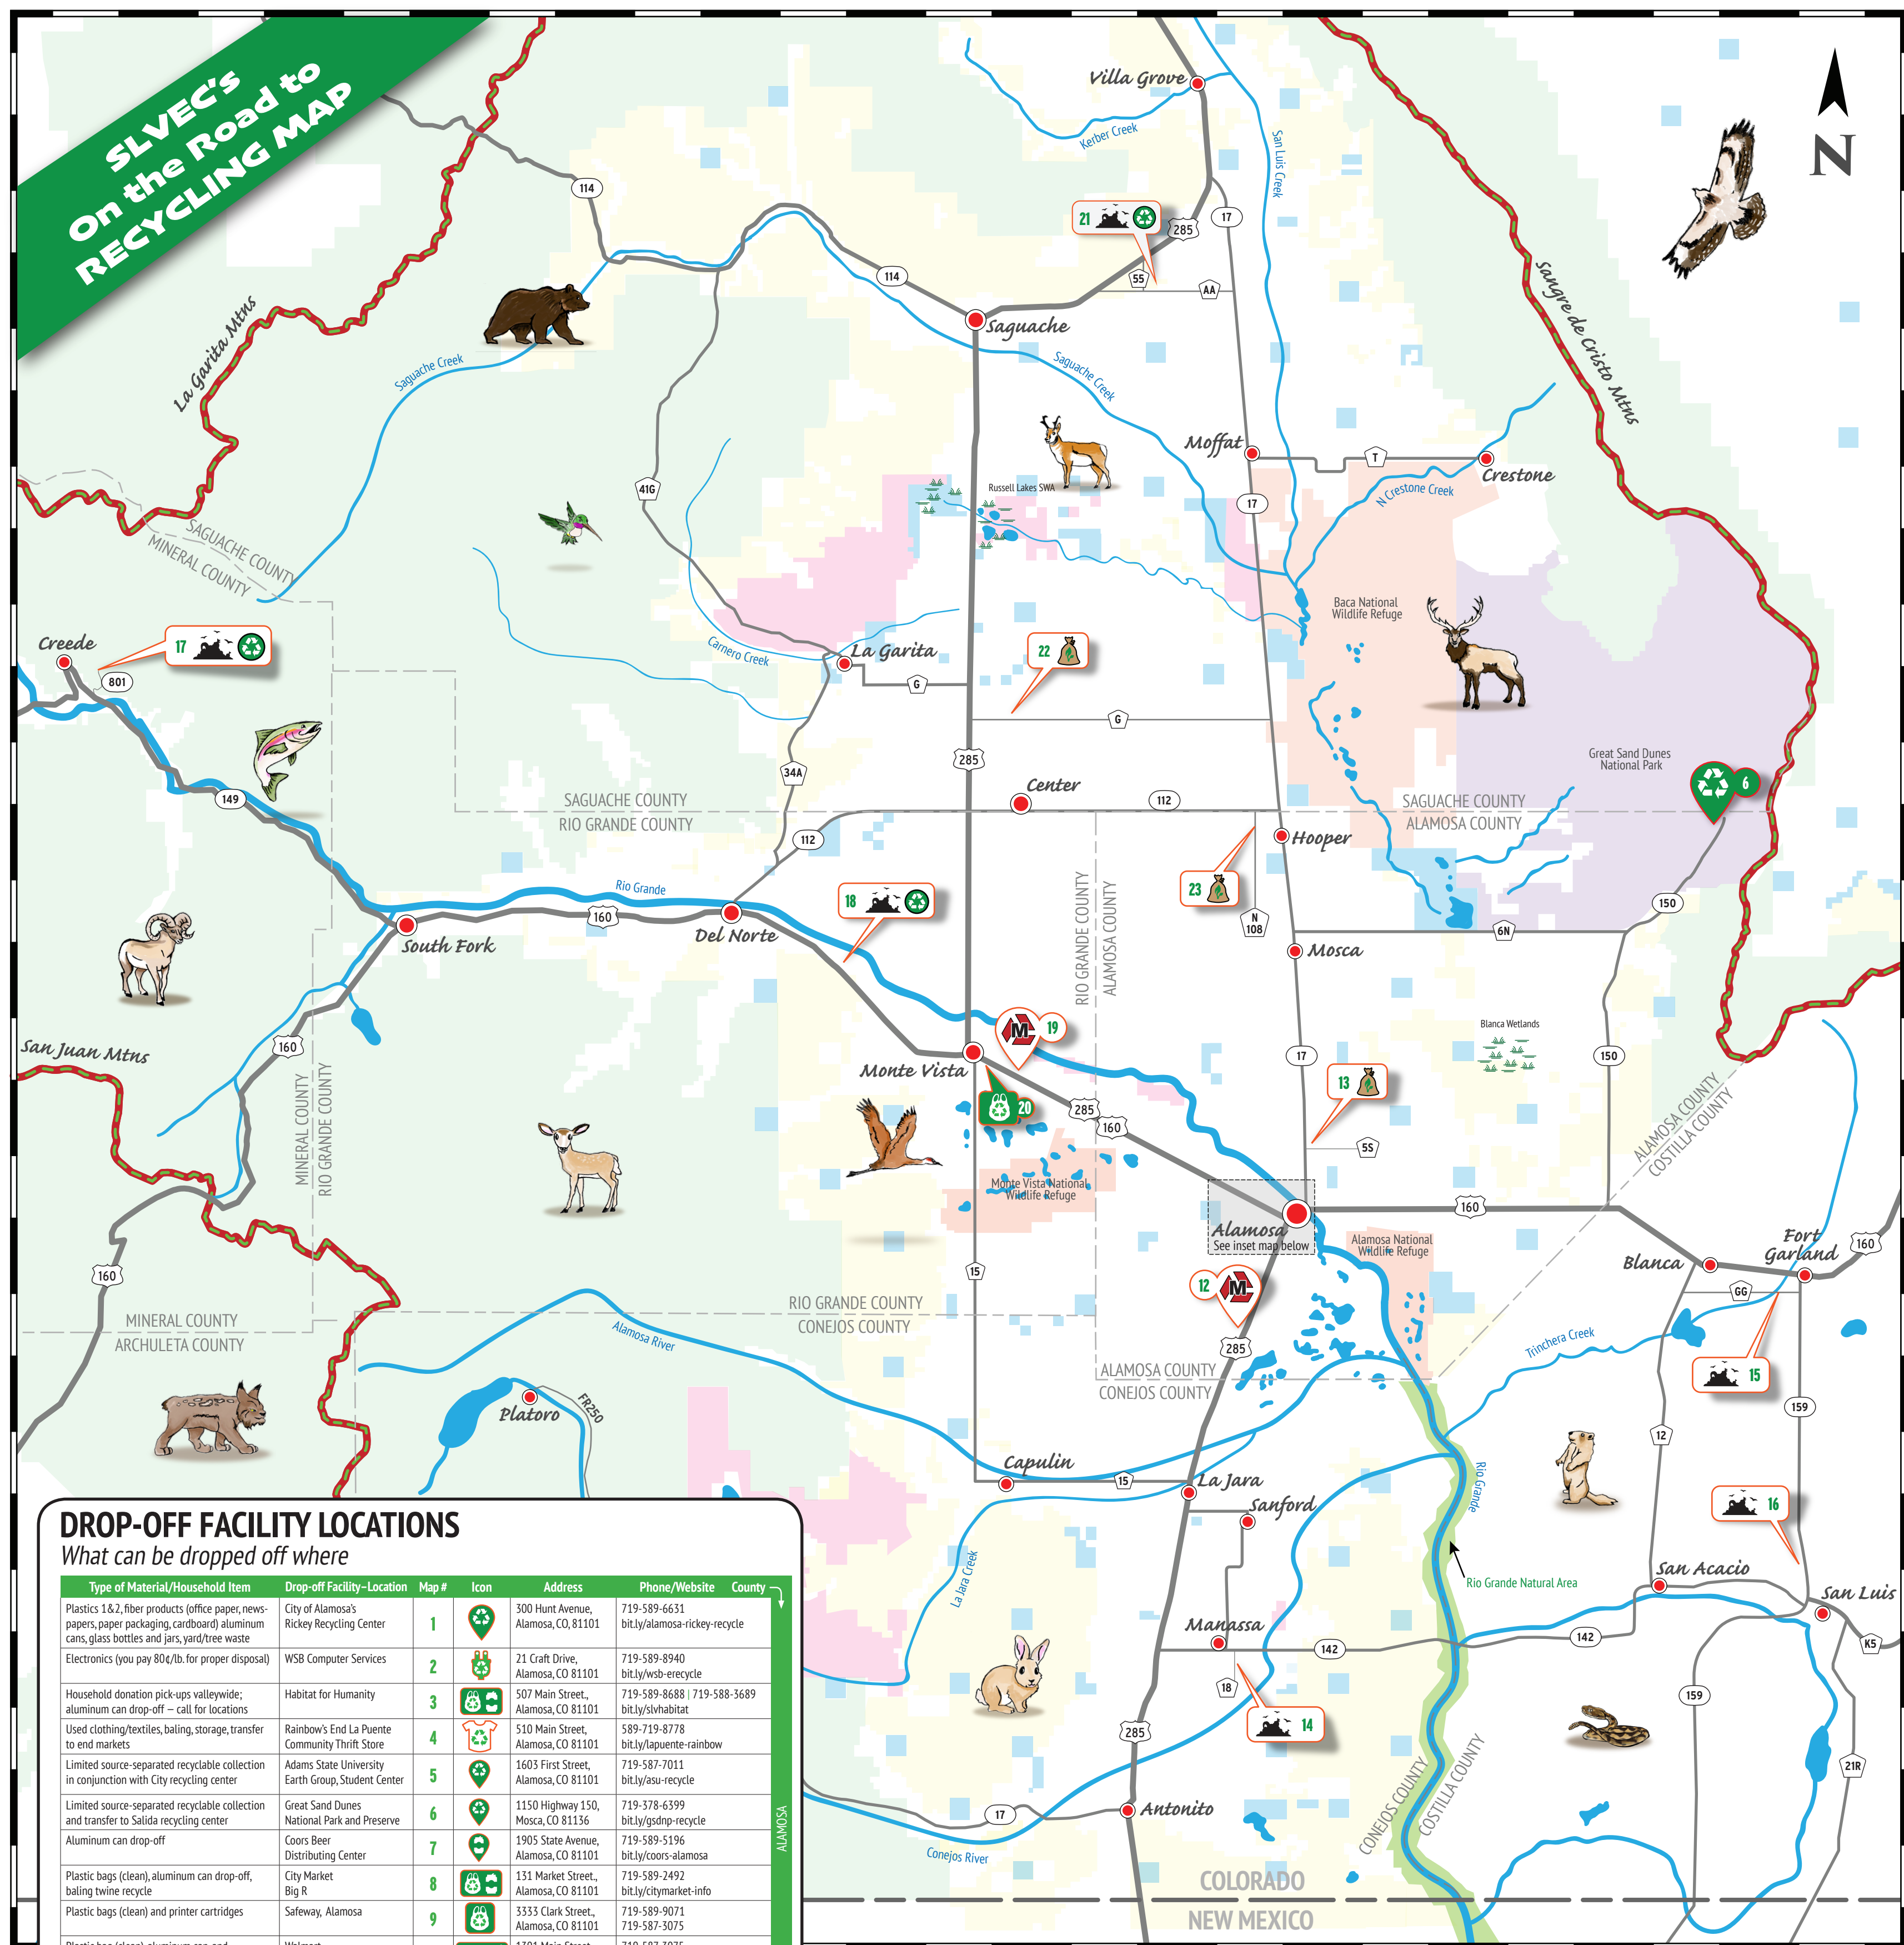 SLVEC's
On the Road to
RECYCLING MAP
N
Villa Grove
Kerber Creek
San Luis Creek
114
17
21
285
55
AA
114
Saguache
La Garita Mtns
Sangre de Cristo Mtns
Saguache Creek
Saguache Creek
Moffat
T
Crestone
N Crestone Creek
41G
Russell Lakes SWA
17
SAGUACHE COUNTY
MINERAL COUNTY
Baca National
Wildlife Refuge
Creede
17
801
Carnero Creek
La Garita
22
G
G
285
34A
Great Sand Dunes
National Park
6
149
Center
112
SAGUACHE COUNTY
RIO GRANDE COUNTY
SAGUACHE COUNTY
ALAMOSA COUNTY
112
Hooper
23
Rio Grande
18
160
Del Norte
South Fork
RIO GRANDE COUNTY
ALAMOSA COUNTY
N
108
150
6N
Mosca
San Juan Mtns
160
Blanca Wetlands
19
Monte Vista
17
150
13
20
285
160
5S
MINERAL COUNTY
RIO GRANDE COUNTY
ALAMOSA COUNTY
COSTILLA COUNTY
Monte Vista National
Wildlife Refuge
Alamosa
See inset map below
160
Alamosa National
Wildlife Refuge
Fort
Garland
160
Blanca
GG
160
15
12
285
RIO GRANDE COUNTY
CONEJOS COUNTY
MINERAL COUNTY
ARCHULETA COUNTY
Alamosa River
Trinchera Creek
15
ALAMOSA COUNTY
CONEJOS COUNTY
Platoro
FR250
159
12
Capulin
15
La Jara
Sanford
Rio Grande
16
La Jara Creek
Rio Grande Natural Area
San Acacio
San Luis
Manassa
142
142
K5
18
14
159
285
21R
CONEJOS COUNTY
COSTILLA COUNTY
17
Antonito
Conejos River
COLORADO
NEW MEXICO
DROP-OFF FACILITY LOCATIONS
What can be dropped off where
Type of Material/Household Item Drop-off Facility–Location Map # Icon Address Phone/Website County
Plastics 1&2, fiber products (office paper, news- City of Alamosa's 1 300 Hunt Avenue, 719-589-6631
papers, paper packaging, cardboard) aluminum Rickey Recycling Center Alamosa, CO, 81101 bit.ly/alamosa-rickey-recycle
cans, glass bottles and jars, yard/tree waste
Electronics (you pay 80¢/lb. for proper disposal) WSB Computer Services 2 21 Craft Drive, 719-589-8940
Alamosa, CO 81101 bit.ly/wsb-erecycle
Household donation pick-ups valleywide; Habitat for Humanity 3 507 Main Street., 719-589-8688 | 719-588-3689
aluminum can drop-off — call for locations Alamosa, CO 81101 bit.ly/slvhabitat
Used clothing/textiles, baling, storage, transfer Rainbow's End La Puente 4 510 Main Street, 589-719-8778
to end markets Community Thrift Store Alamosa, CO 81101 bit.ly/lapuente-rainbow
Limited source-separated recyclable collection Adams State University 5 1603 First Street, 719-587-7011
in conjunction with City recycling center Earth Group, Student Center Alamosa, CO 81101 bit.ly/asu-recycle
Limited source-separated recyclable collection Great Sand Dunes 6 1150 Highway 150, 719-378-6399
and transfer to Salida recycling center National Park and Preserve Mosca, CO 81136 bit.ly/gsdnp-recycle
Aluminum can drop-off Coors Beer 7 1905 State Avenue, 719-589-5196
Distributing Center Alamosa, CO 81101 bit.ly/coors-alamosa
Plastic bags (clean), aluminum can drop-off, City Market 8 131 Market Street., 719-589-2492
baling twine recycle Big R Alamosa, CO 81101 bit.ly/citymarket-info
Plastic bags (clean) and printer cartridges Safeway, Alamosa 9 3333 Clark Street., 719-589-9071
Alamosa, CO 81101 719-587-3075
ALAMOSA